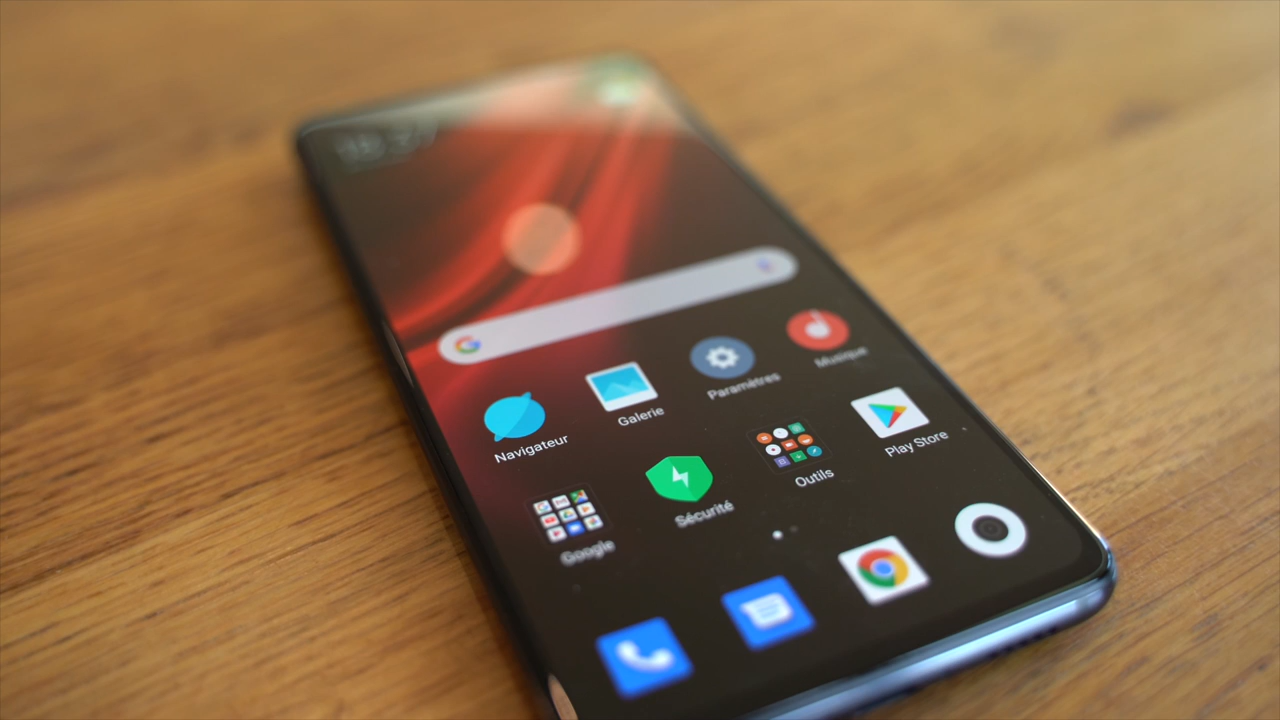 Navigateur
Galerie
Paramètres
Musique
Google
Sécurité
Outils
Play Store